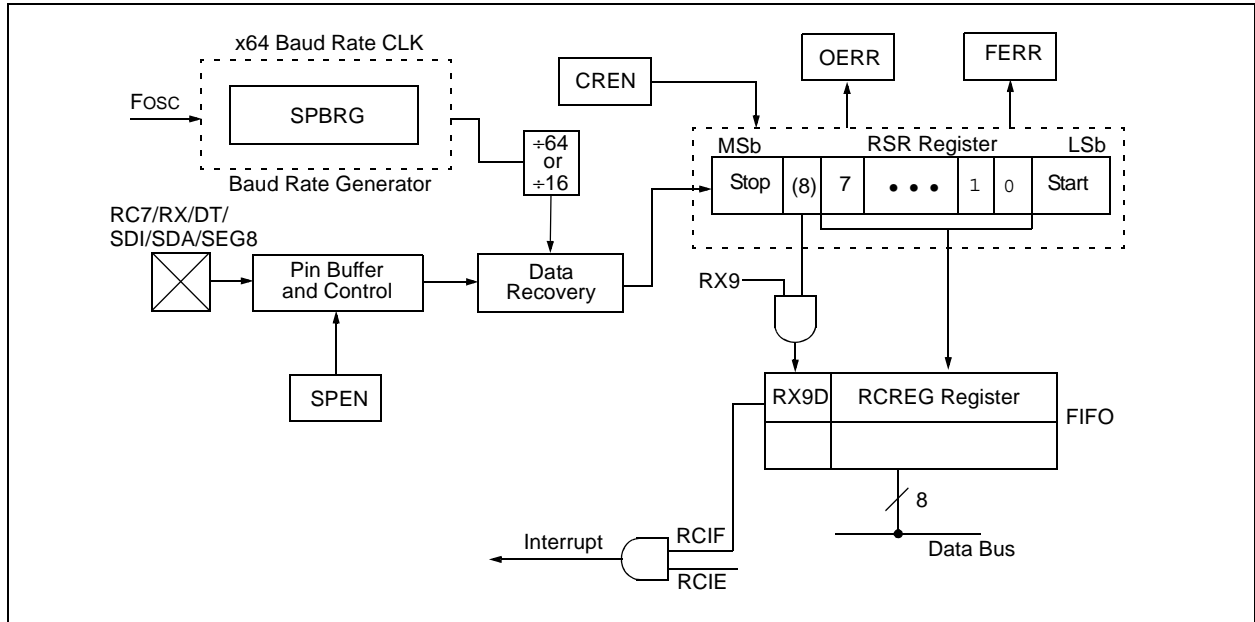 x64 Baud Rate CLK
FOSC
SPBRG
Baud Rate Generator
÷64
or
÷16
CREN
OERR
FERR
MSb
RSR Register
LSb
Stop
(8)
7
• • •
1
0
Start
RC7/RX/DT/
SDI/SDA/SEG8
Pin Buffer
and Control
Data
Recovery
RX9
SPEN
RX9D
RCREG Register
FIFO
8
Data Bus
Interrupt
RCIF
RCIE